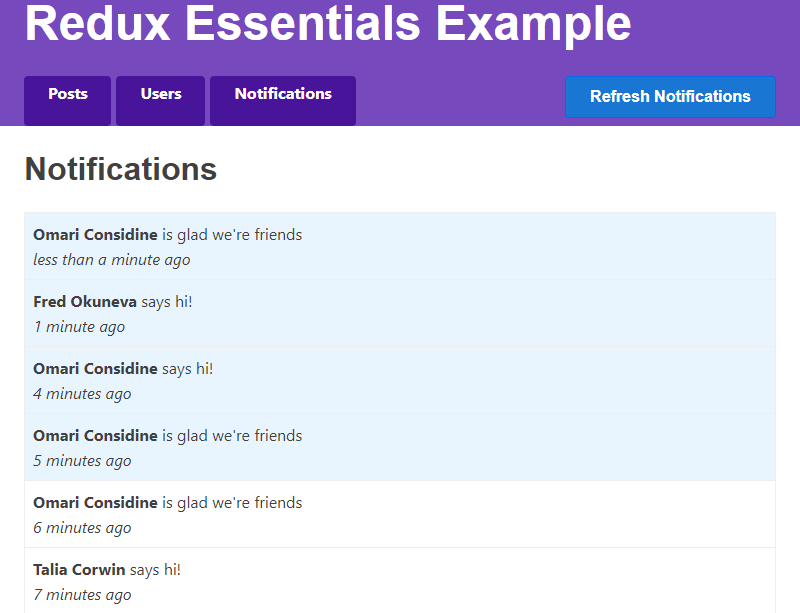 Redux Essentials Example
Posts Users Notifications Refresh Notifications
Notifications
Omari Considine is glad we're friends
less than a minute ago
Fred Okuneva says hi!
1 minute ago
Omari Considine says hi!
4 minutes ago
Omari Considine is glad we're friends
5 minutes ago
Omari Considine is glad we're friends
6 minutes ago
Talia Corwin says hi!
7 minutes ago